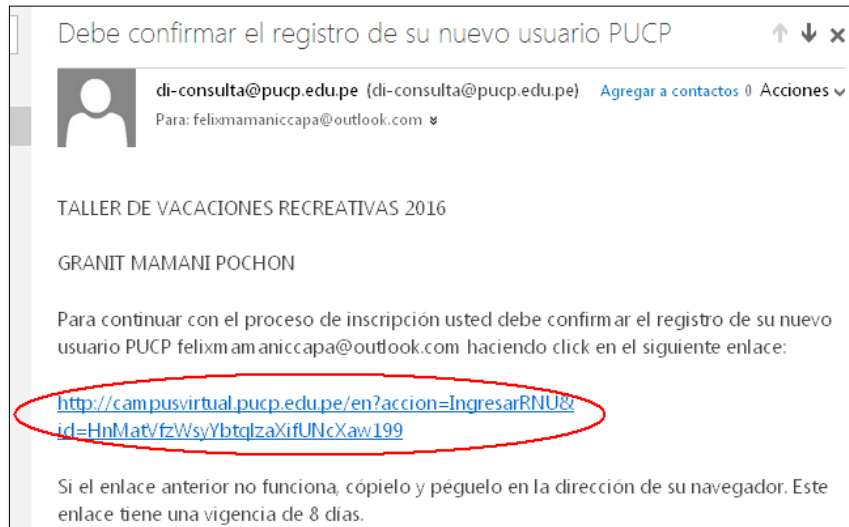 Debe confirmar el registro de su nuevo usuario PUCP
di-consulta@pucp.edu.pe (di-consulta@pucp.edu.pe) Agregar a contactos 0 Acciones
Para: felixmamaniccapa@outlook.com
TALLER DE VACACIONES RECREATIVAS 2016
GRANIT MAMANI POCHON
Para continuar con el proceso de inscripción usted debe confirmar el registro de su nuevo
usuario PUCP felixmamaniccapa@outlook.com haciendo click en el siguiente enlace:
http://campusvirtual.pucp.edu.pe/en?accion=IngresarRNU&
id=HnMatVfzWsyYbtqlzaXifUNcXaw199
Si el enlace anterior no funciona, cópielo y péguelo en la dirección de su navegador. Este
enlace tiene una vigencia de 8 días.